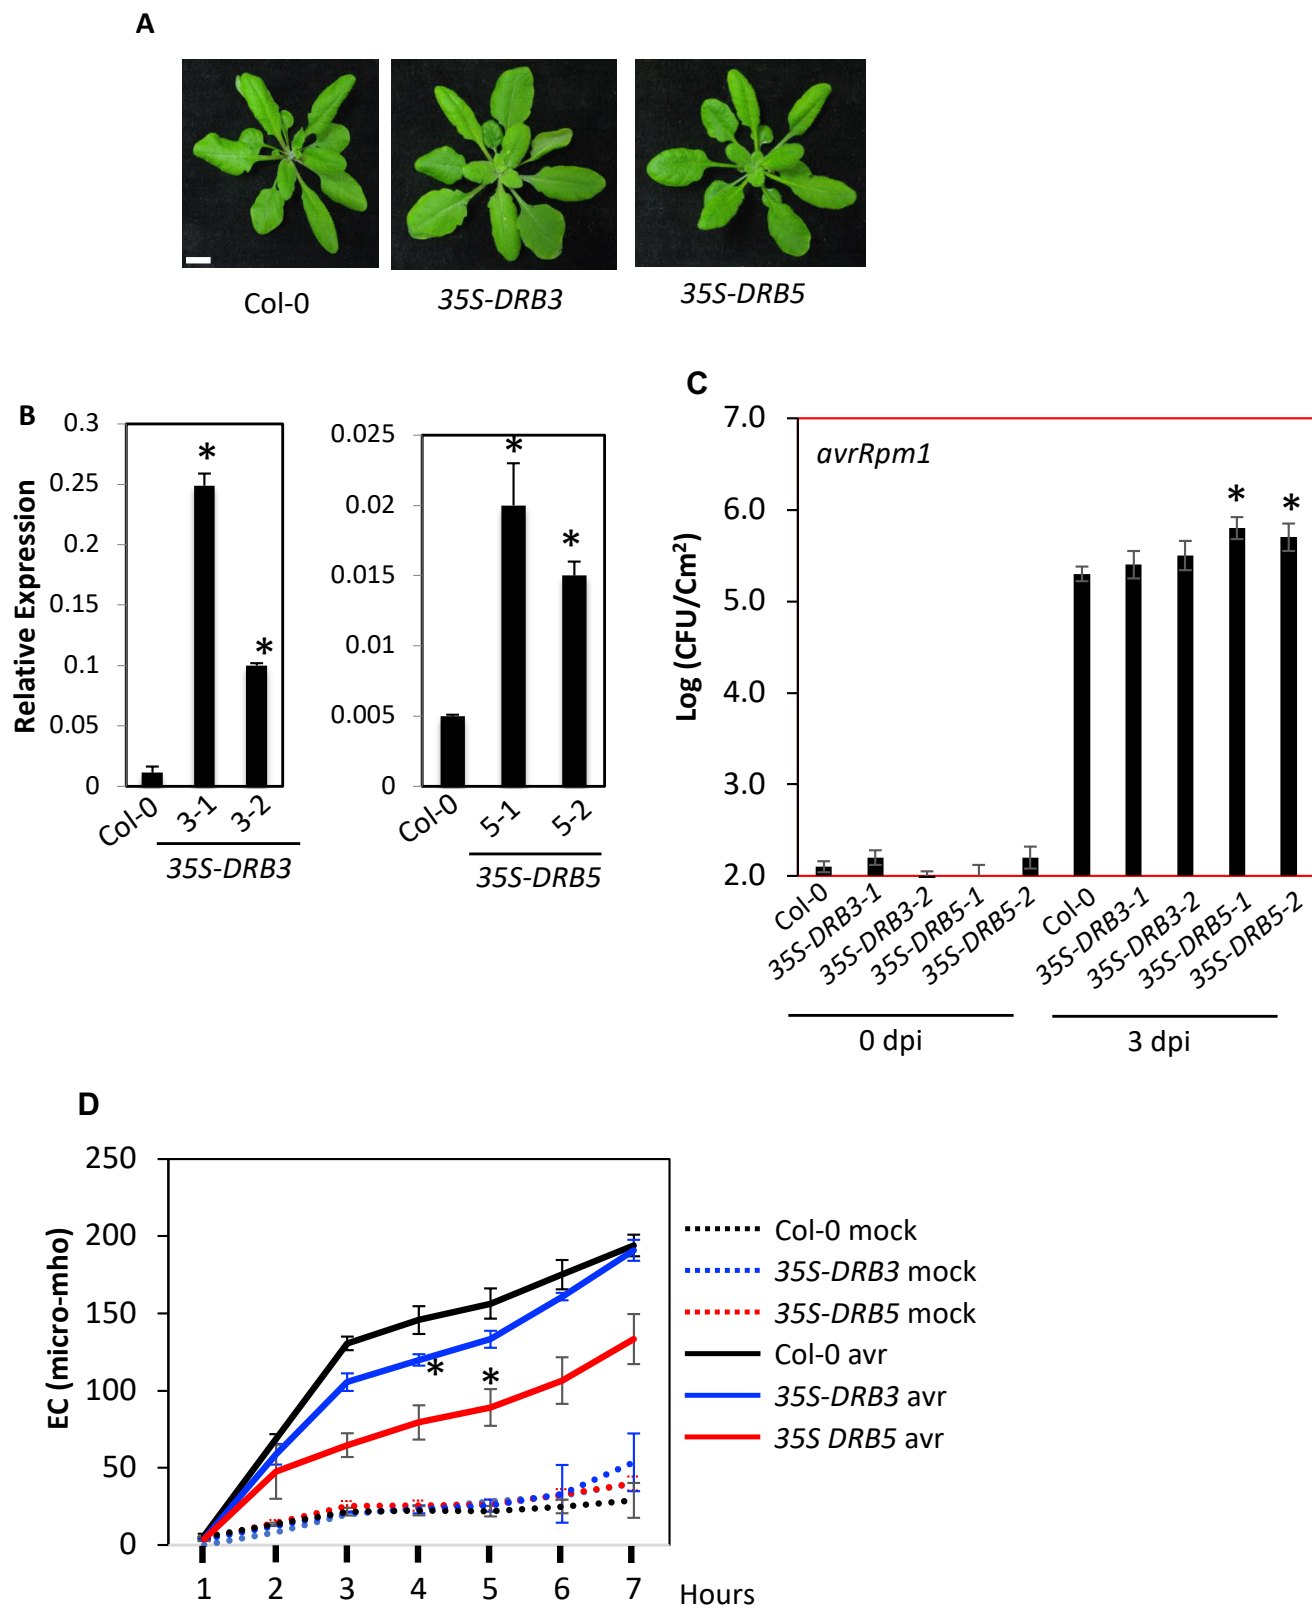 A
Col-0
35S-DRB3
35S-DRB5
B
Relative Expression
0.3
0.25
0.2
0.15
0.1
0.05
0
*
*
Col-0
3-1
3-2
35S-DRB3
0.025
0.02
0.015
0.01
0.005
0
*
*
Col-0
5-1
5-2
35S-DRB5
C
Log (CFU/Cm²)
7.0
6.0
5.0
4.0
3.0
2.0
avrRpm1
*
*
Col-0
35S-DRB3-1
35S-DRB3-2
35S-DRB5-1
35S-DRB5-2
Col-0
35S-DRB3-1
35S-DRB3-2
35S-DRB5-1
35S-DRB5-2
0 dpi
3 dpi
D
EC (micro-mho)
250
200
150
100
50
0
*
*
1 2 3 4 5 6 7 Hours
Col-0 mock
35S-DRB3 mock
35S-DRB5 mock
Col-0 avr
35S-DRB3 avr
35S DRB5 avr